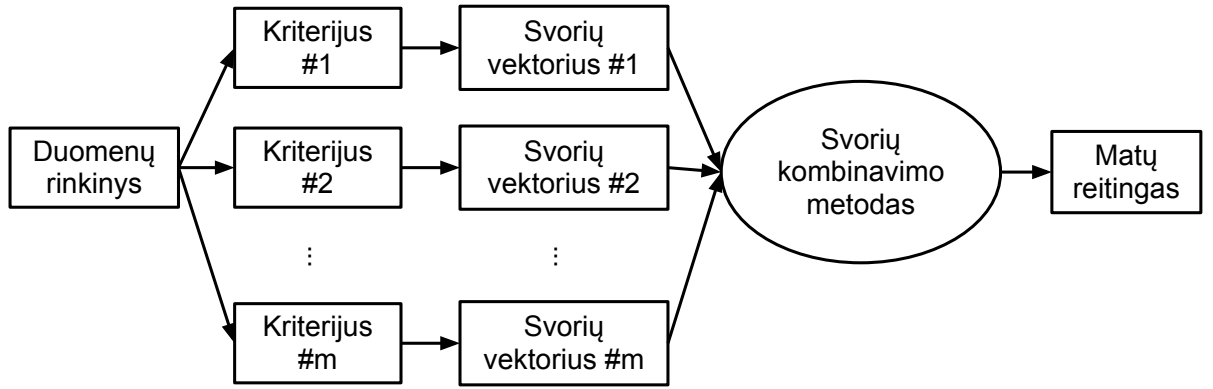 Duomenų
rinkinys
Kriterijus
#1
Svorių
vektorius #1
Kriterijus
#2
Svorių
vektorius #2
...
...
Kriterijus
#m
Svorių
vektorius #m
Svorių
kombinavimo
metodas
Matų
reitingas